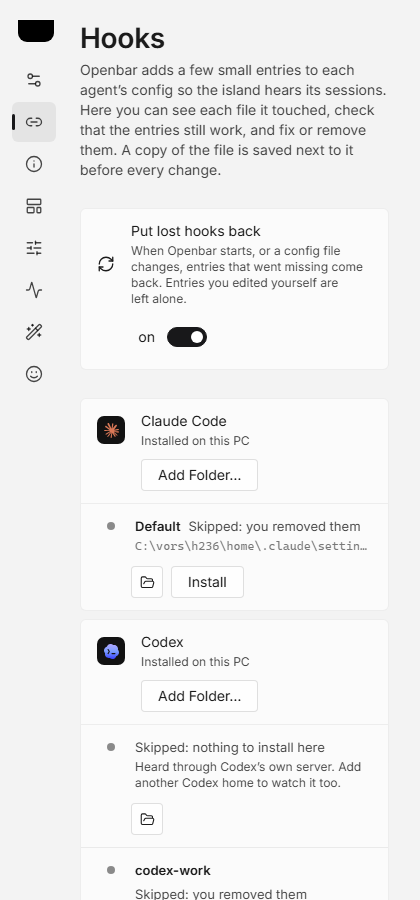 Hooks
Openbar adds a few small entries to each
agent’s config so the island hears its sessions.
Here you can see each file it touched, check
that the entries still work, and fix or remove
them. A copy of the file is saved next to it
before every change.
Put lost hooks back
When Openbar starts, or a config file
changes, entries that went missing come
back. Entries you edited yourself are
left alone.
on
Claude Code
Installed on this PC
Add Folder...
Default Skipped: you removed them
C:\vors\h236\home\.claude\settin…
Install
Codex
Installed on this PC
Add Folder...
Skipped: nothing to install here
Heard through Codex’s own server. Add
another Codex home to watch it too.
codex-work
Skipped: you removed them